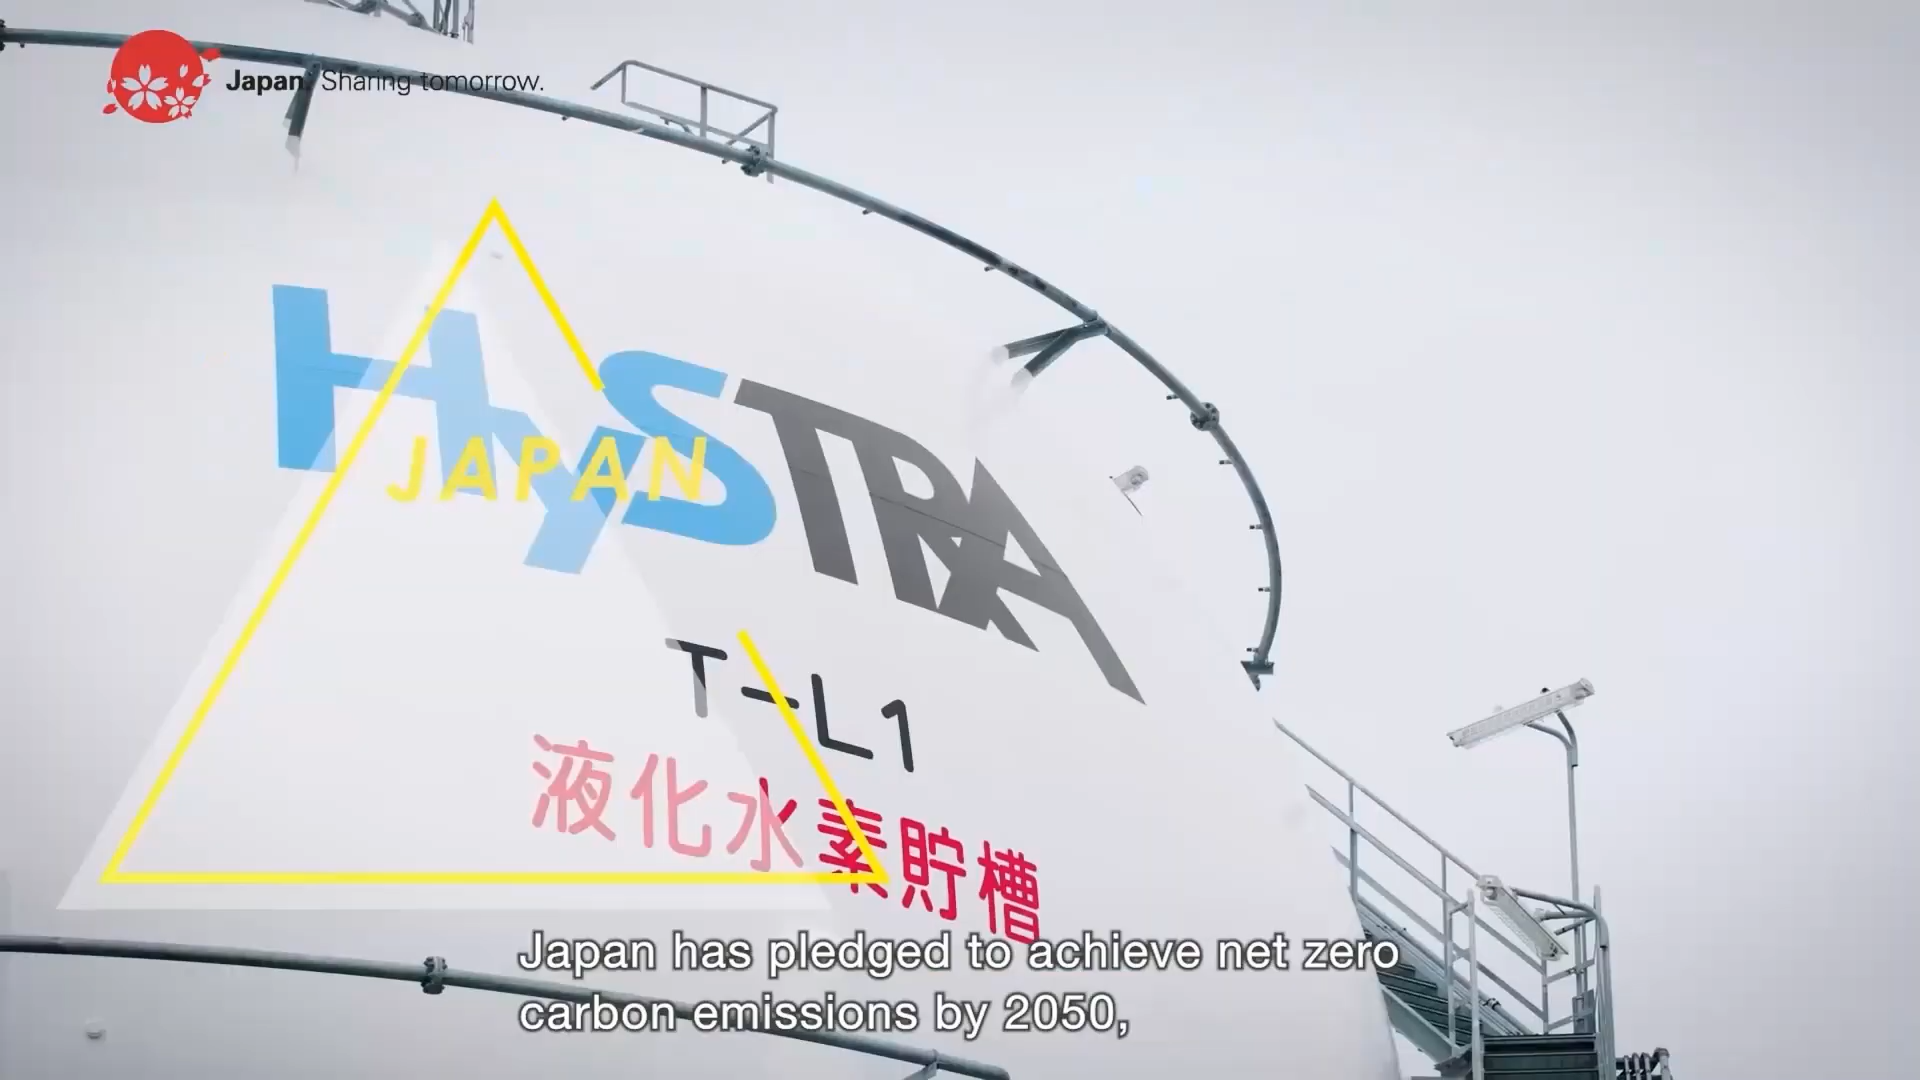 Japan. Sharing tomorrow.
HySTRA
JAPAN
T-L1
液化水素貯槽
Japan has pledged to achieve net zero
carbon emissions by 2050,